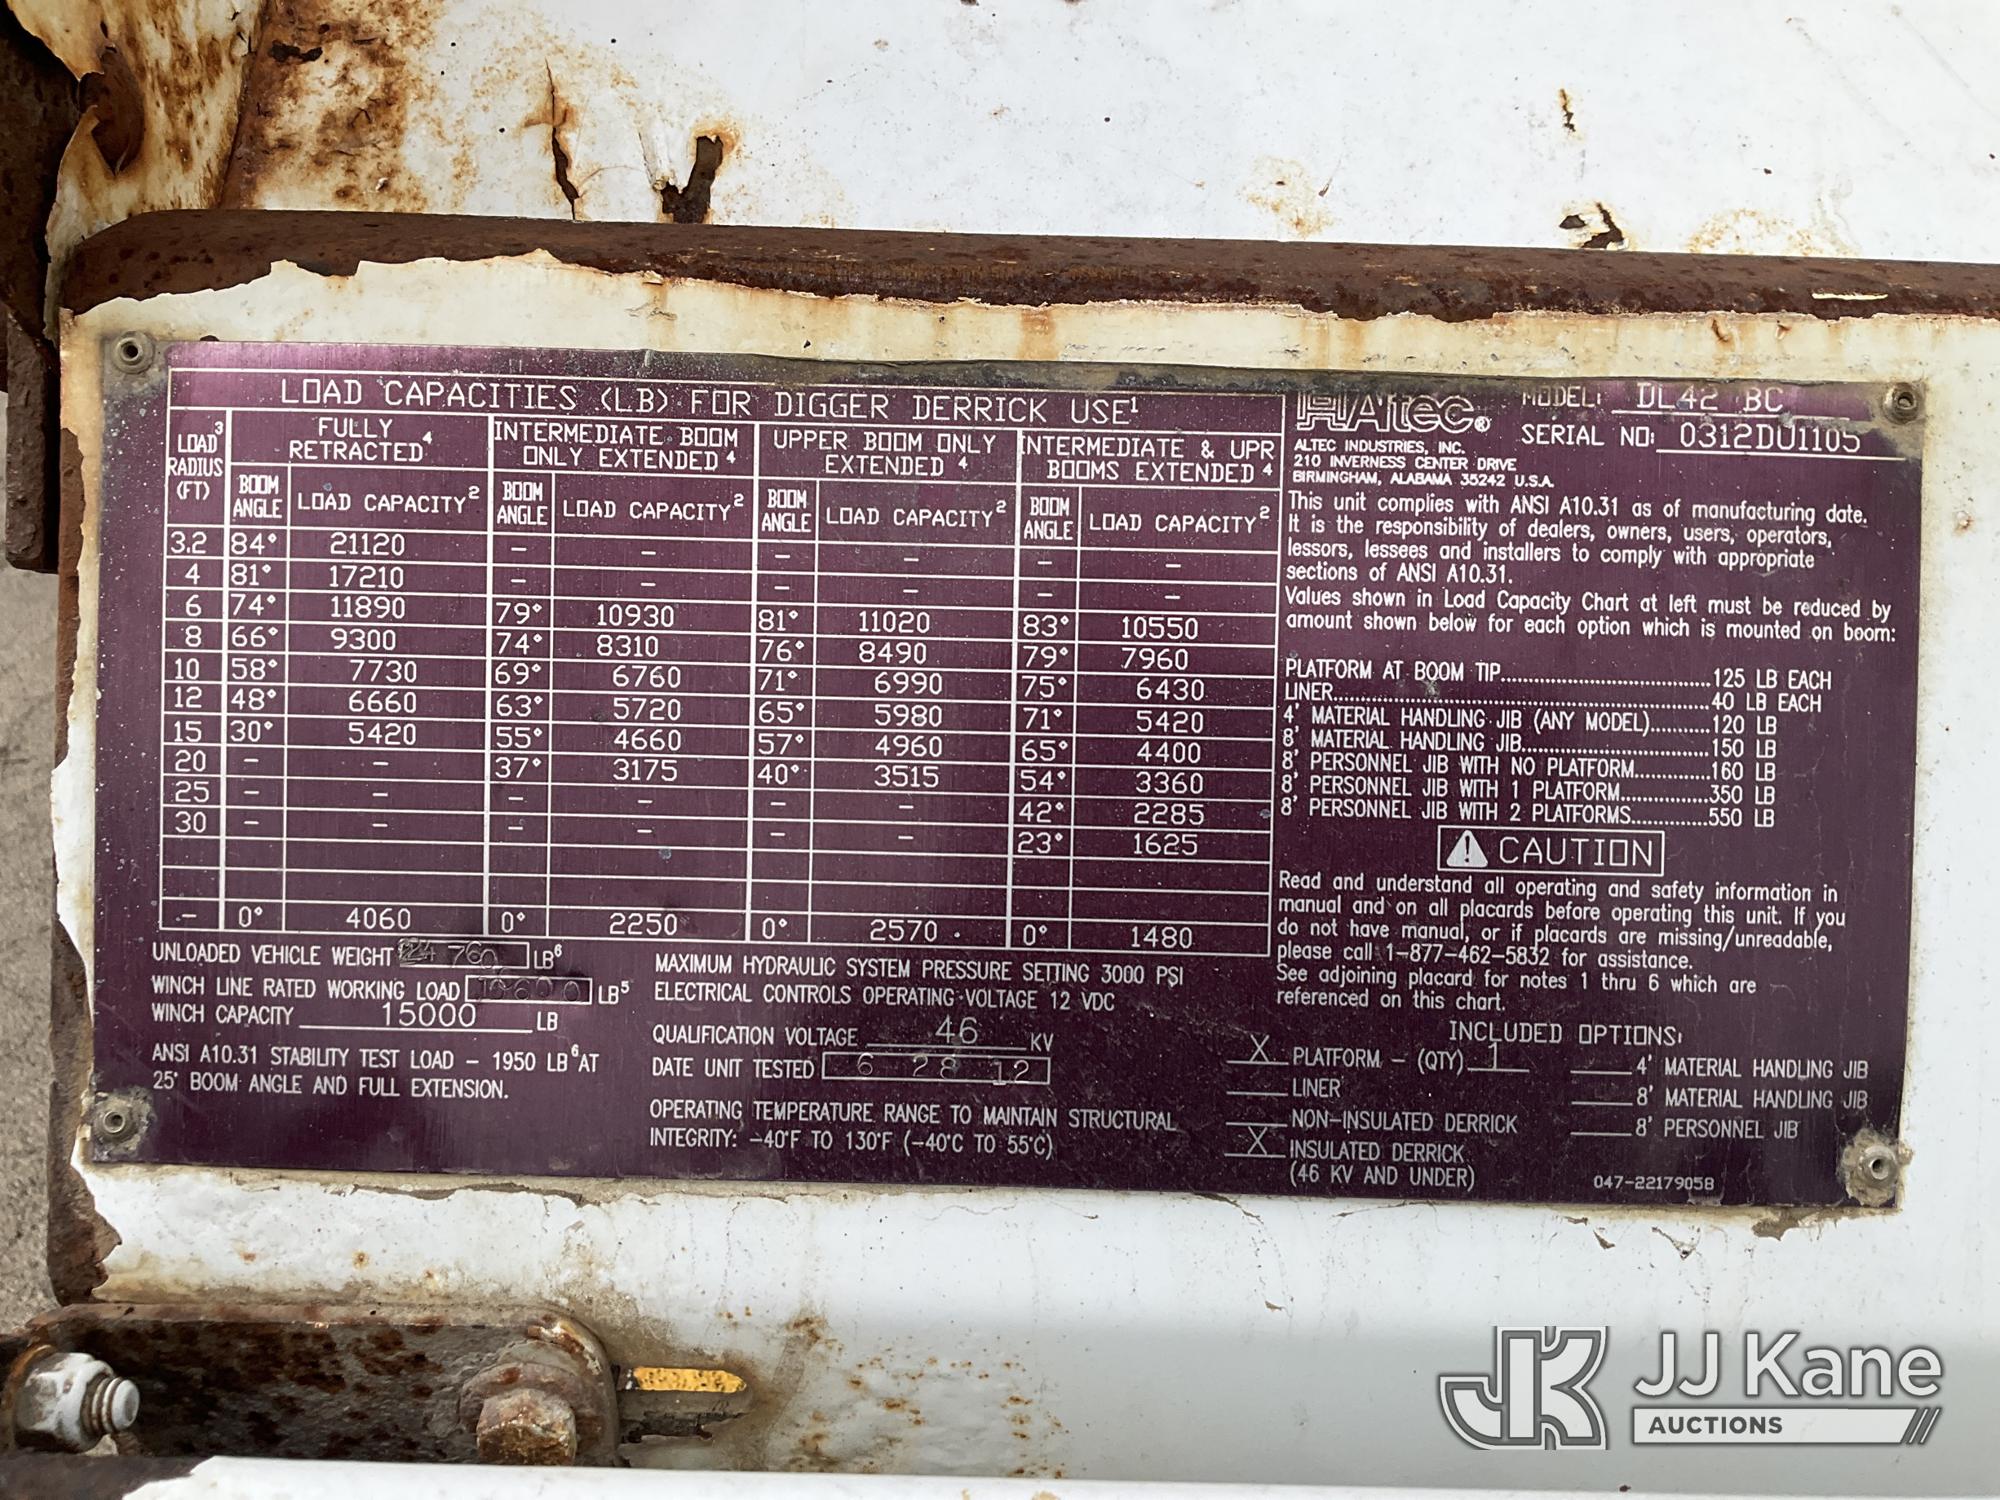 LOAD CAPACITIES (LB) FOR DIGGER DERRICK USE¹
LOAD³ RADIUS (FT) FULLY RETRACTED⁴ INTERMEDIATE BOOM ONLY EXTENDED⁴ UPPER BOOM ONLY EXTENDED⁴ INTERMEDIATE & UPR BOOMS EXTENDED⁴
BOOM ANGLE LOAD CAPACITY² BOOM ANGLE LOAD CAPACITY² BOOM ANGLE LOAD CAPACITY² BOOM ANGLE LOAD CAPACITY²
3.2 84° 21120 – – – – – –
4 81° 17210 – – – – – –
6 74° 11890 79° 10930 81° 11020 83° 10550
8 66° 9300 74° 8310 76° 8490 79° 7960
10 58° 7730 69° 6760 71° 6990 75° 6430
12 48° 6660 63° 5720 65° 5980 71° 5420
15 30° 5420 55° 4660 57° 4960 65° 4400
20 – – 37° 3175 40° 3515 54° 3360
25 – – – – – – 42° 2285
30 – – – – – – 23° 1625
– 0° 4060 0° 2250 0° 2570 0° 1480
UNLOADED VEHICLE WEIGHT LB⁶
WINCH LINE RATED WORKING LOAD LB⁵
WINCH CAPACITY 15000 LB
ANSI A10.31 STABILITY TEST LOAD – 1950 LB⁶ AT
25° BOOM ANGLE AND FULL EXTENSION.
MAXIMUM HYDRAULIC SYSTEM PRESSURE SETTING 3000 PSI
ELECTRICAL CONTROLS OPERATING VOLTAGE 12 VDC
QUALIFICATION VOLTAGE 46 KV
DATE UNIT TESTED 6 28 12
OPERATING TEMPERATURE RANGE TO MAINTAIN STRUCTURAL
INTEGRITY: –40°F TO 130°F (–40°C TO 55°C)
Altec®
MODEL: DL42 BC
SERIAL NO: 0312DU1105
ALTEC INDUSTRIES, INC.
210 INVERNESS CENTER DRIVE
BIRMINGHAM, ALABAMA 35242 U.S.A.
This unit complies with ANSI A10.31 as of manufacturing date.
It is the responsibility of dealers, owners, users, operators,
lessors, lessees and installers to comply with appropriate
sections of ANSI A10.31.
Values shown in Load Capacity Chart at left must be reduced by
amount shown below for each option which is mounted on boom:
PLATFORM AT BOOM TIP...125 LB EACH
LINER...40 LB EACH
4' MATERIAL HANDLING JIB (ANY MODEL)...120 LB
8' MATERIAL HANDLING JIB...150 LB
8' PERSONNEL JIB WITH NO PLATFORM...160 LB
8' PERSONNEL JIB WITH 1 PLATFORM...350 LB
8' PERSONNEL JIB WITH 2 PLATFORMS...550 LB
CAUTION
Read and understand all operating and safety information in
manual and on all placards before operating this unit. If you
do not have manual, or if placards are missing/unreadable,
please call 1–877–462–5832 for assistance.
See adjoining placard for notes 1 thru 6 which are
referenced on this chart.
INCLUDED OPTIONS:
X PLATFORM – (QTY) 1
LINER
NON–INSULATED DERRICK
X INSULATED DERRICK
(46 KV AND UNDER)
4' MATERIAL HANDLING JIB
8' MATERIAL HANDLING JIB
8' PERSONNEL JIB
047–22179058
JK JJ Kane
AUCTIONS